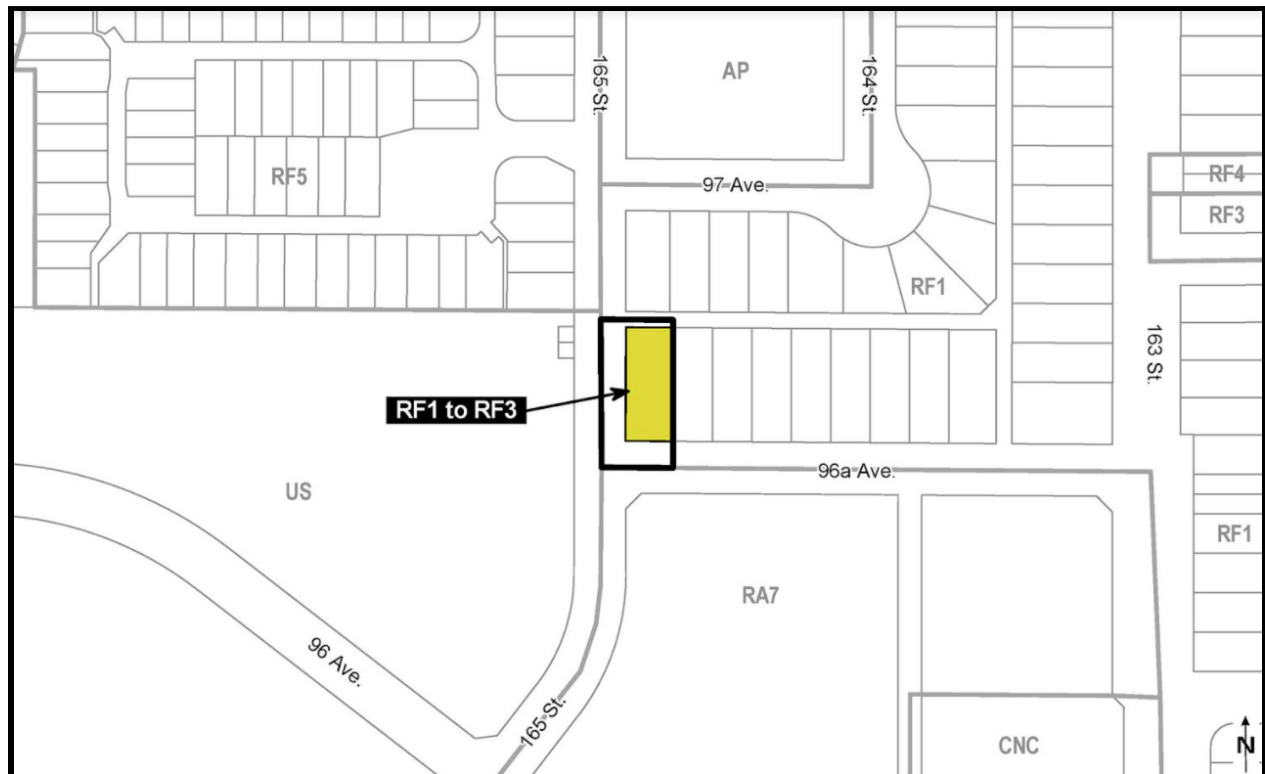 165 St.
AP
164 St.
RF5
97 Ave.
RF4
RF3
RF1
163 St.
RF1 to RF3
96a Ave.
US
RF1
RA7
96 Ave.
165 St.
CNC
N